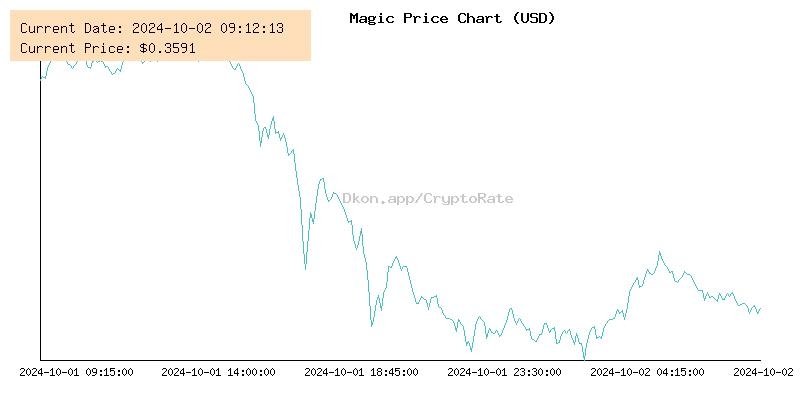 Magic Price Chart (USD)
Current Date: 2024-10-02 09:12:13
Current Price: $0.3591
Dkon.app/CryptoRate
2024-10-01 09:15:00 2024-10-01 14:00:00 2024-10-01 18:45:00 2024-10-01 23:30:00 2024-10-02 04:15:00 2024-10-02